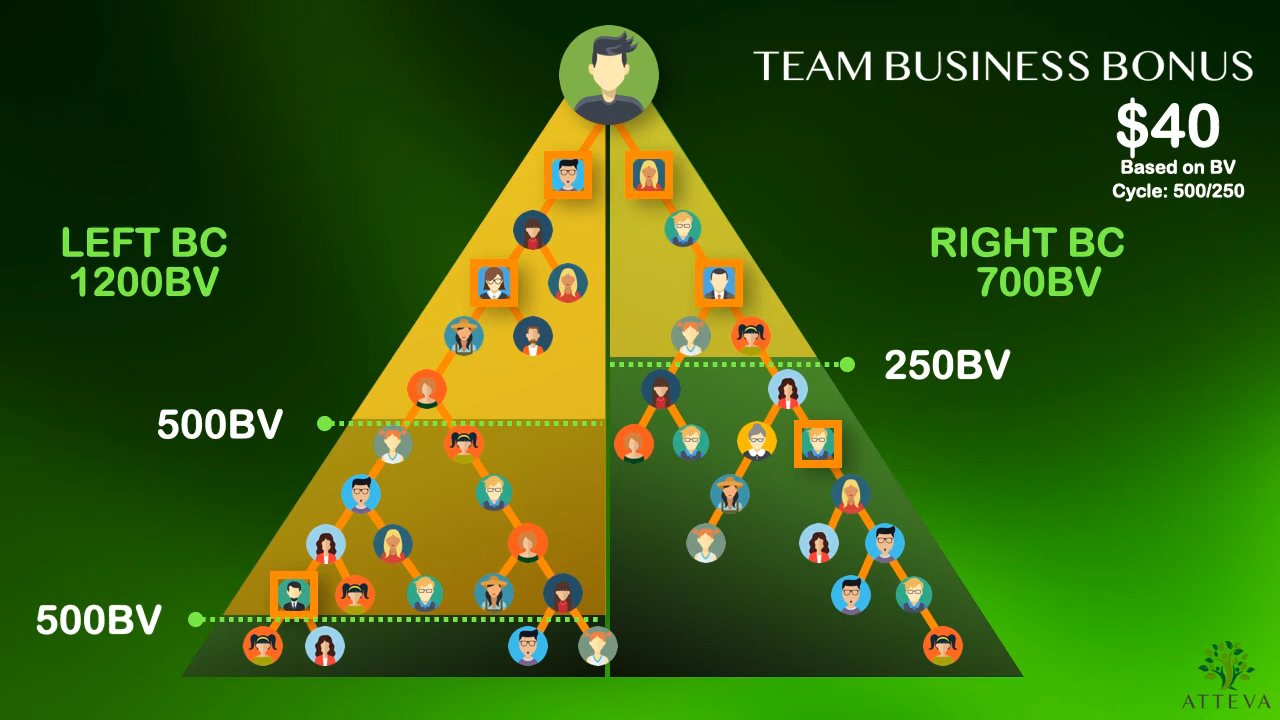 TEAM BUSINESS BONUS
$40
Based on BV
Cycle: 500/250
LEFT BC
1200BV
RIGHT BC
700BV
250BV
500BV
500BV
ATTEVA